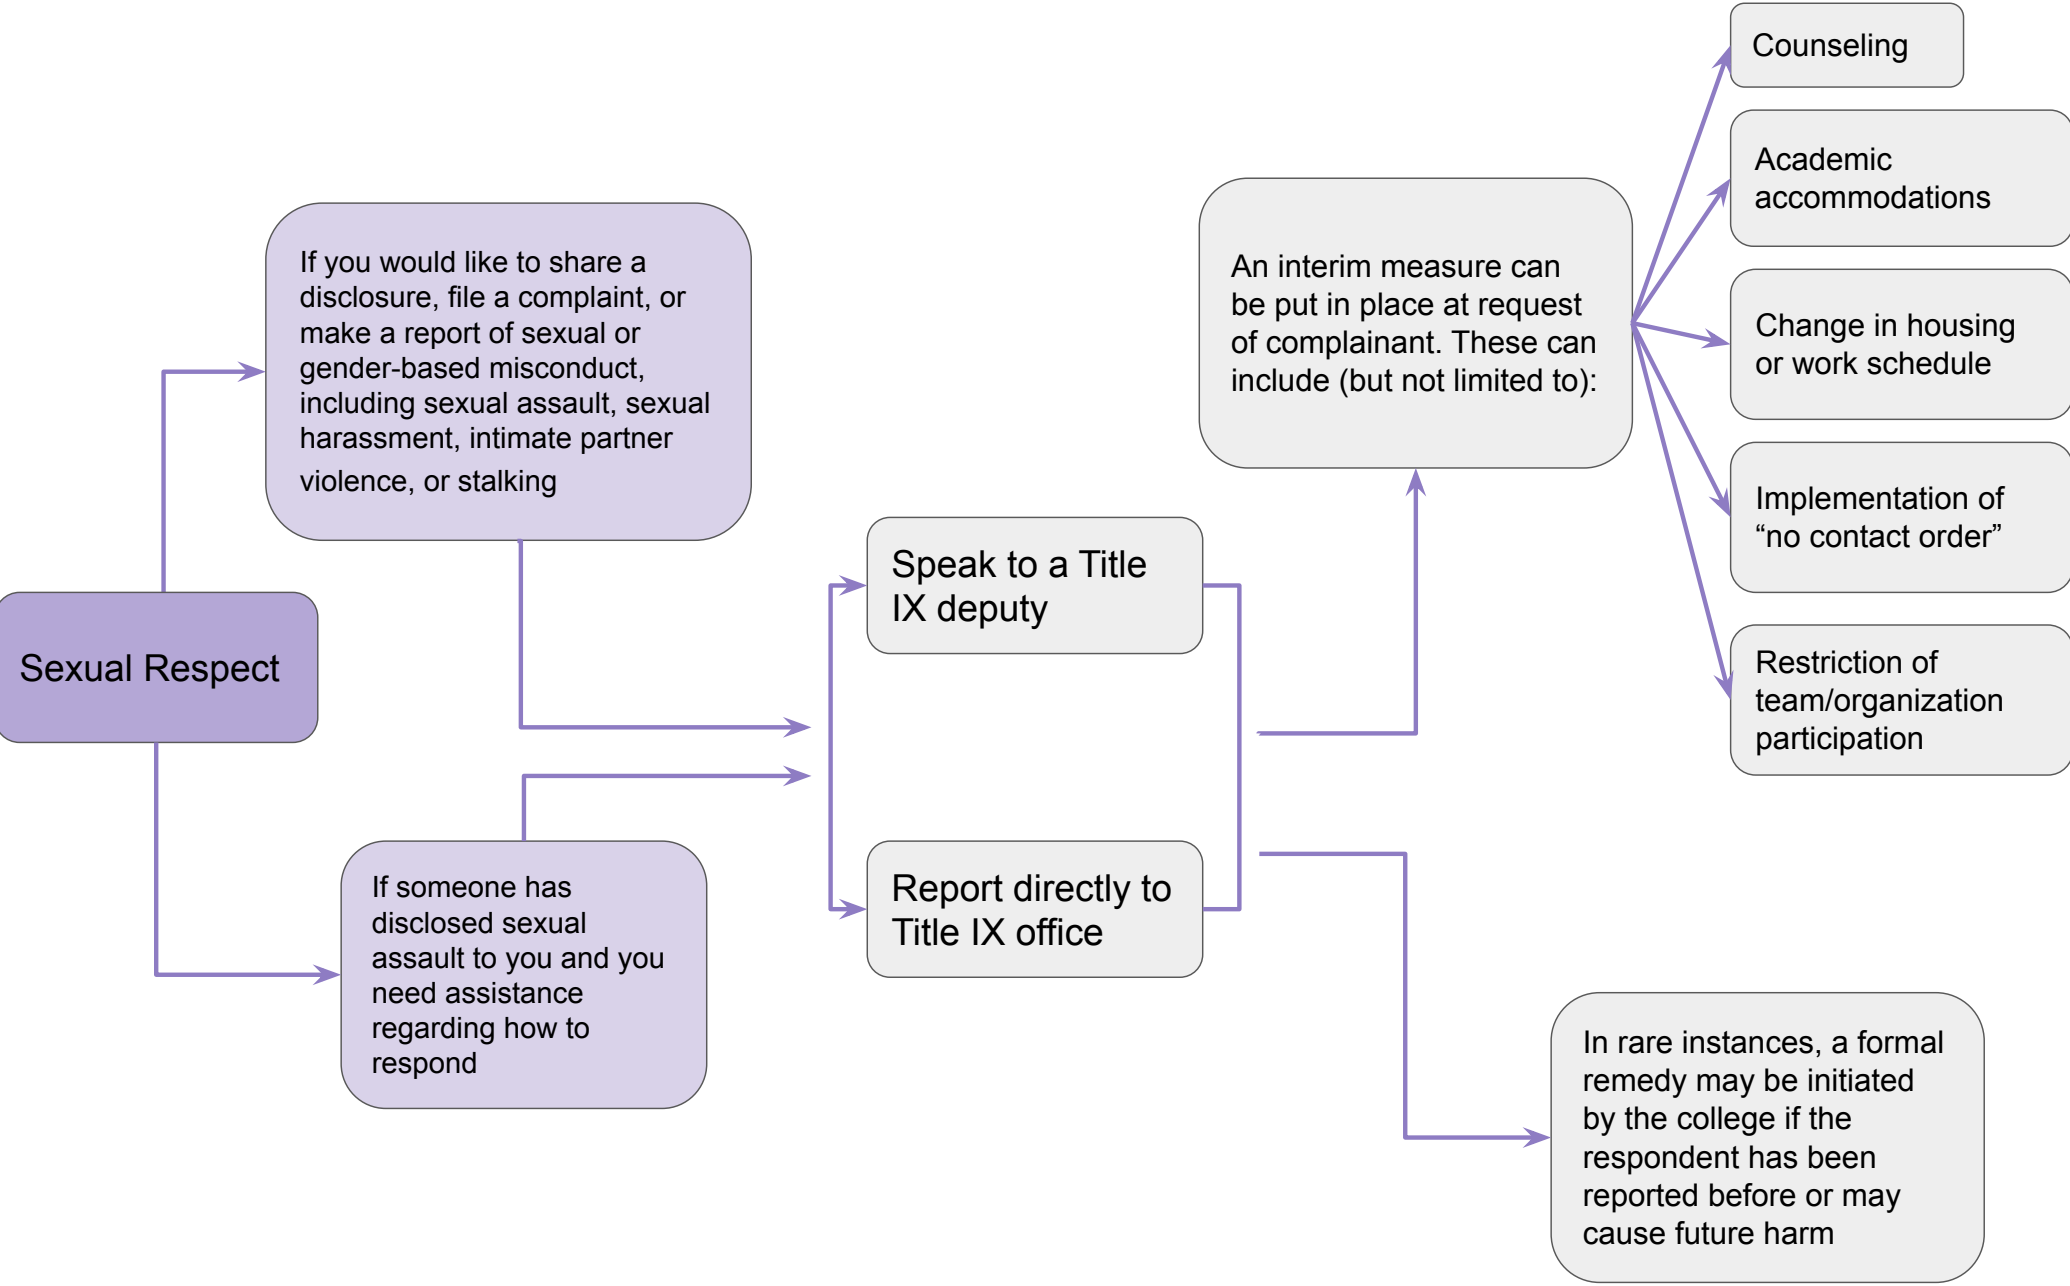 Sexual Respect
If you would like to share a
disclosure, file a complaint, or
make a report of sexual or
gender-based misconduct,
including sexual assault, sexual
harassment, intimate partner
violence, or stalking
If someone has
disclosed sexual
assault to you and you
need assistance
regarding how to
respond
Speak to a Title
IX deputy
Report directly to
Title IX office
An interim measure can
be put in place at request
of complainant. These can
include (but not limited to):
Counseling
Academic
accommodations
Change in housing
or work schedule
Implementation of
“no contact order”
Restriction of
team/organization
participation
In rare instances, a formal
remedy may be initiated
by the college if the
respondent has been
reported before or may
cause future harm